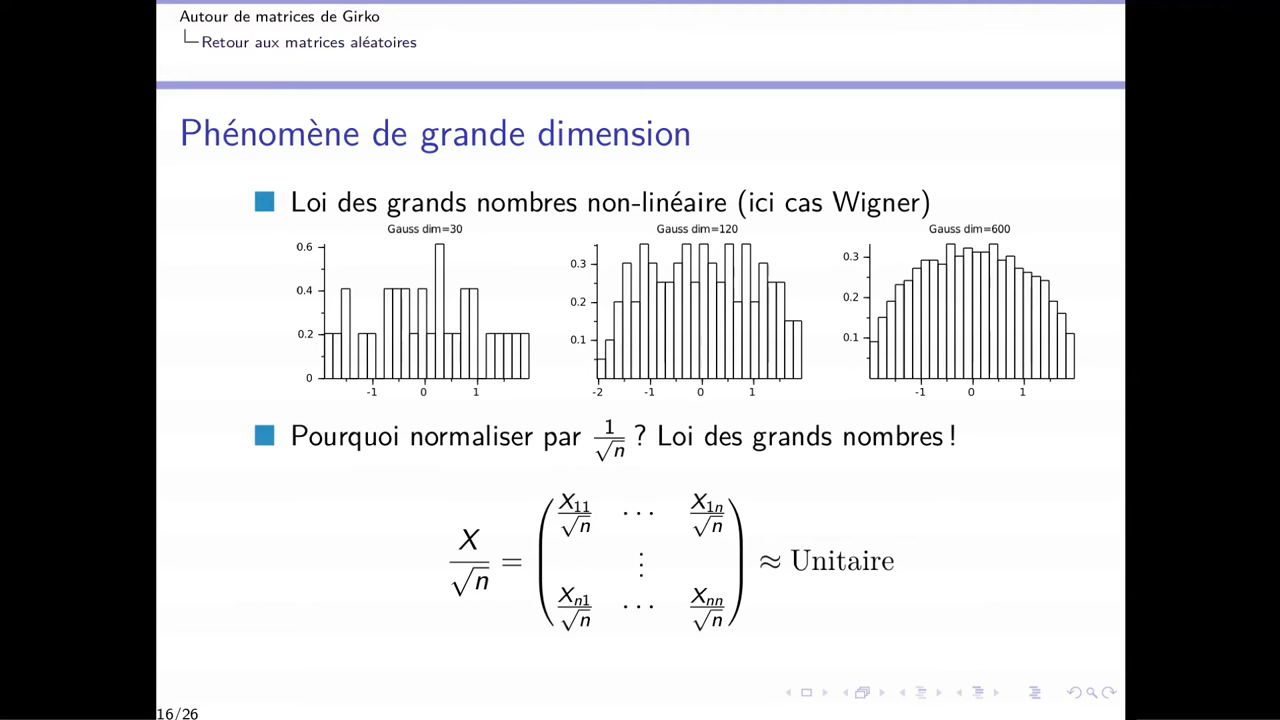 Autour de matrices de Girko
Retour aux matrices aléatoires
Phénomène de grande dimension
Loi des grands nombres non-linéaire (ici cas Wigner)
Gauss dim=30 Gauss dim=120 Gauss dim=600
0.6 0.4 0.2 0 -1 0 1
0.3 0.2 0.1 -2 -1 0 1
0.3 0.2 0.1 -1 0 1
Pourquoi normaliser par 1/√n ? Loi des grands nombres !
X/√n = ( X11/√n ⋯ X1n/√n
⋮
Xn1/√n ⋯ Xnn/√n ) ≈ Unitaire
16/26